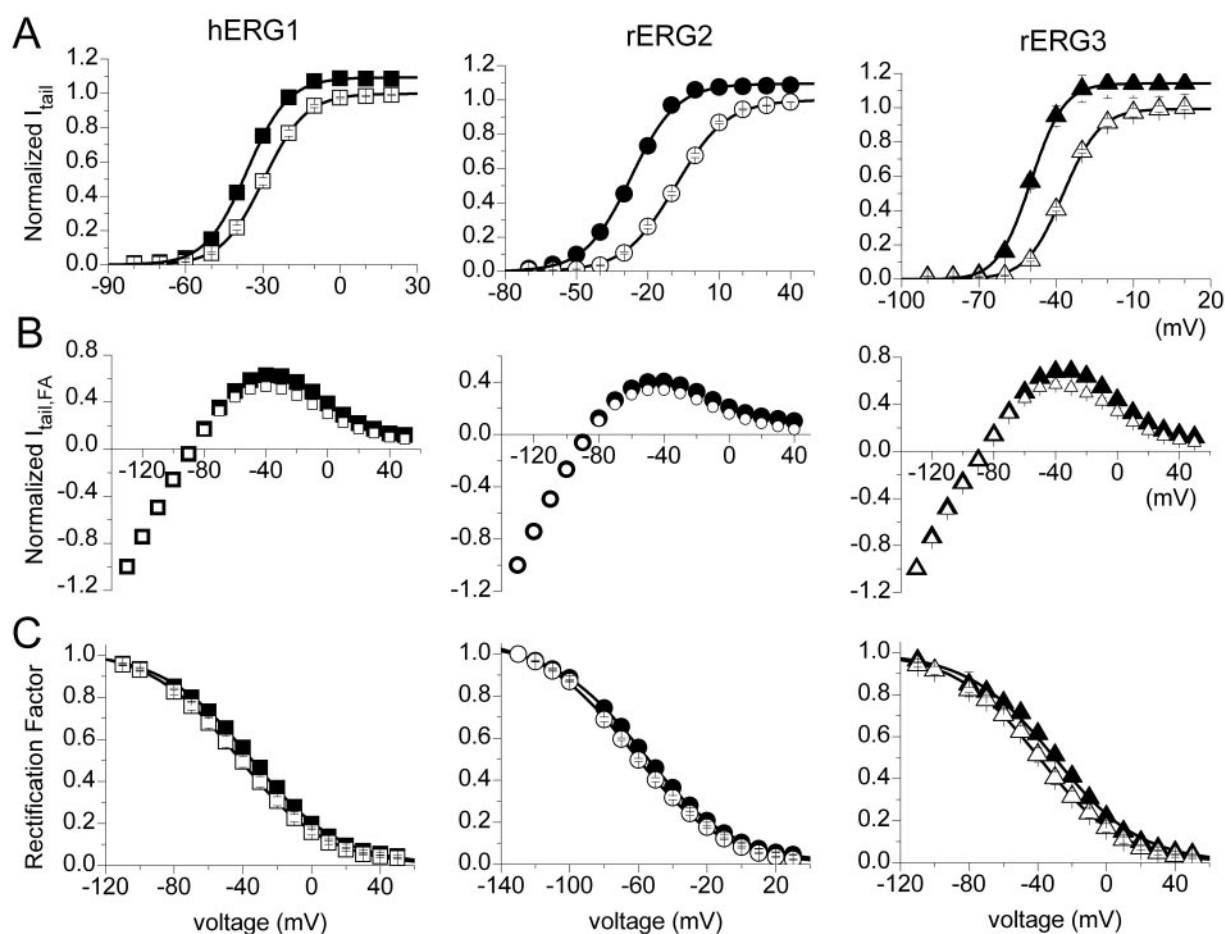 A
hERG1
rERG2
rERG3
Normalized I_tail
1.2
1.0
0.8
0.6
0.4
0.2
0.0
-90 -60 -30 0 30
1.2
1.0
0.8
0.6
0.4
0.2
0.0
-80 -50 -20 10 40
1.2
1.0
0.8
0.6
0.4
0.2
0.0
-100 -70 -40 -10 20
(mV)
B
Normalized I_tail,FA
0.8
0.4
0.0
-0.4
-0.8
-1.2
-120 -80 -40 0 40
0.4
0.0
-0.4
-0.8
-1.2
-120 -80 -40 0 40
0.8
0.4
0.0
-0.4
-0.8
-1.2
-120 -80 -40 0 40
(mV)
C
Rectification Factor
1.0
0.8
0.6
0.4
0.2
0.0
-120 -80 -40 0 40
voltage (mV)
1.0
0.8
0.6
0.4
0.2
0.0
-140 -100 -60 -20 20
voltage (mV)
1.0
0.8
0.6
0.4
0.2
0.0
-120 -80 -40 0 40
voltage (mV)